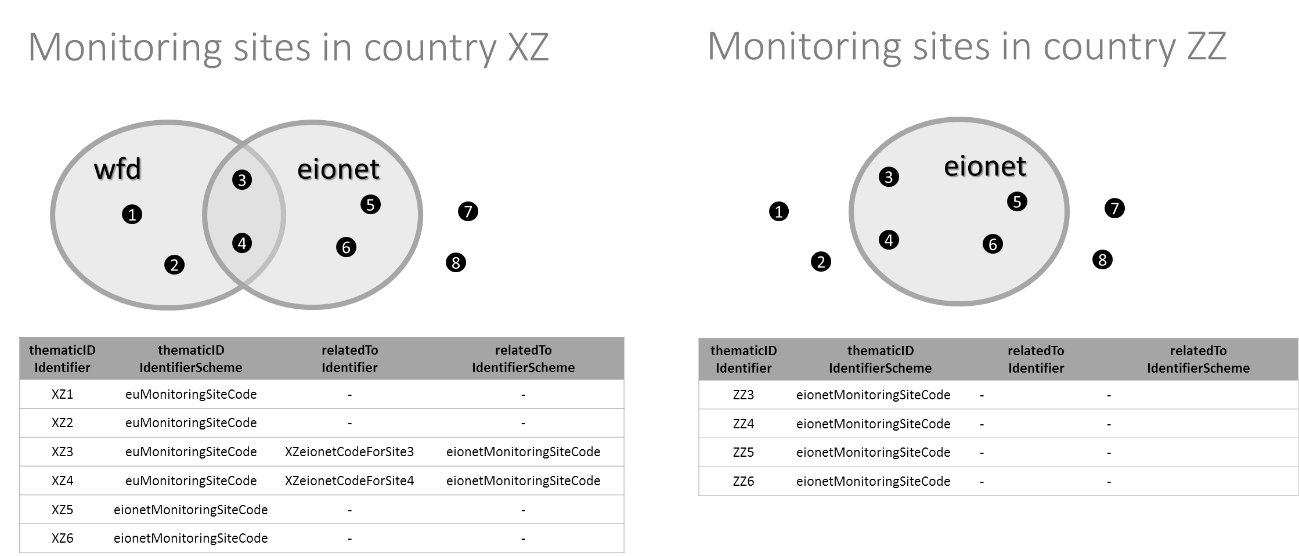 Monitoring sites in country XZ
wfd
eionet
1
2
3
4
5
6
7
8
thematicID
Identifier
thematicID
IdentifierScheme
relatedTo
Identifier
relatedTo
IdentifierScheme
XZ1 euMonitoringSiteCode - -
XZ2 euMonitoringSiteCode - -
XZ3 euMonitoringSiteCode XZeionetCodeForSite3 eionetMonitoringSiteCode
XZ4 euMonitoringSiteCode XZeionetCodeForSite4 eionetMonitoringSiteCode
XZ5 eionetMonitoringSiteCode - -
XZ6 eionetMonitoringSiteCode - -
Monitoring sites in country ZZ
eionet
1
2
3
4
5
6
7
8
thematicID
Identifier
thematicID
IdentifierScheme
relatedTo
Identifier
relatedTo
IdentifierScheme
ZZ3 eionetMonitoringSiteCode - -
ZZ4 eionetMonitoringSiteCode - -
ZZ5 eionetMonitoringSiteCode - -
ZZ6 eionetMonitoringSiteCode - -